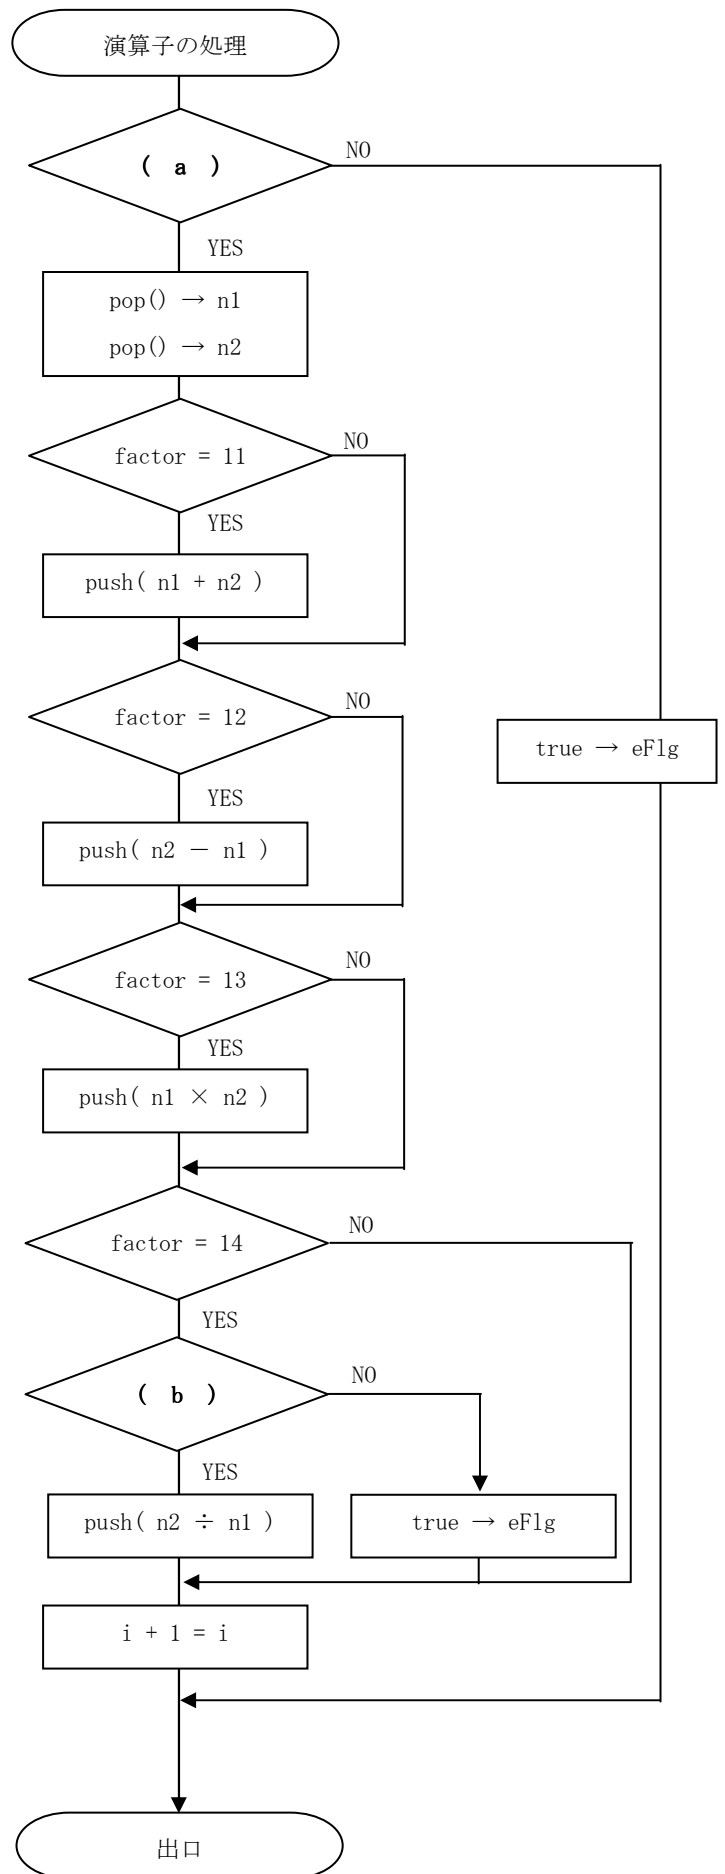 演算子の処理
( a )
NO
YES
pop() → n1
pop() → n2
factor = 11
NO
YES
push( n1 + n2 )
factor = 12
NO
true → eFlg
YES
push( n2 － n1 )
factor = 13
NO
YES
push( n1 × n2 )
factor = 14
NO
YES
( b )
NO
YES
push( n2 ÷ n1 )
true → eFlg
i + 1 = i
出口